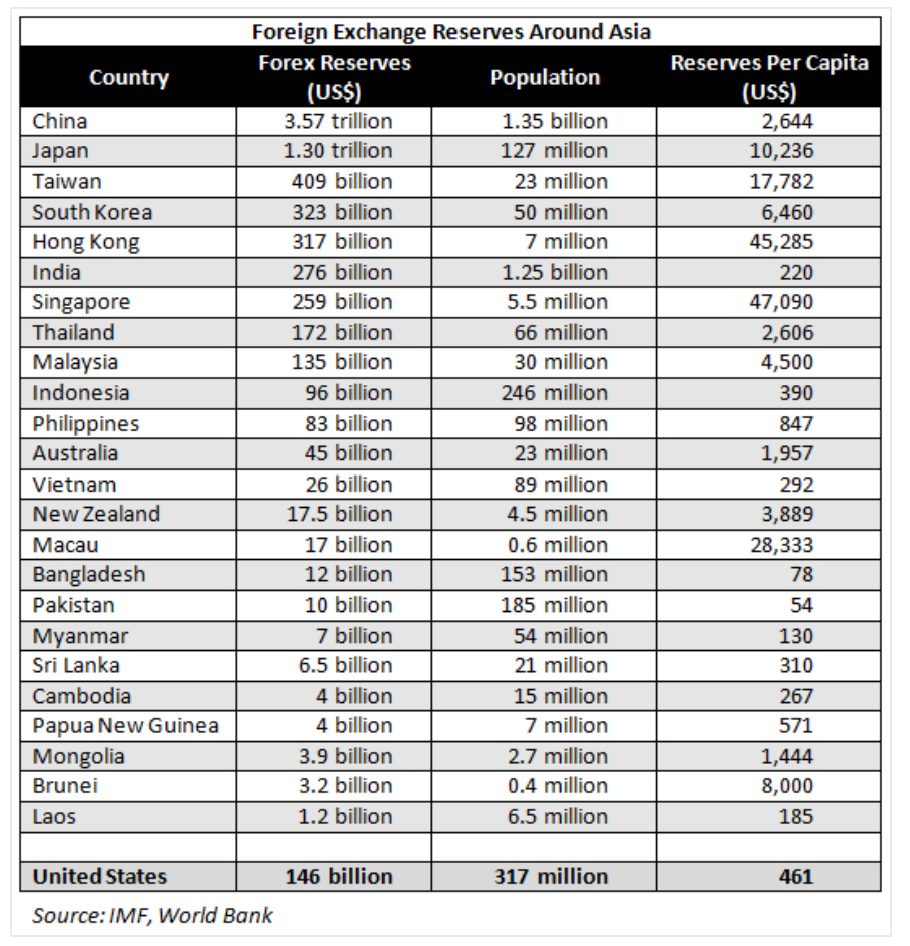 Foreign Exchange Reserves Around Asia
Country Forex Reserves (US$) Population Reserves Per Capita (US$)
China 3.57 trillion 1.35 billion 2,644
Japan 1.30 trillion 127 million 10,236
Taiwan 409 billion 23 million 17,782
South Korea 323 billion 50 million 6,460
Hong Kong 317 billion 7 million 45,285
India 276 billion 1.25 billion 220
Singapore 259 billion 5.5 million 47,090
Thailand 172 billion 66 million 2,606
Malaysia 135 billion 30 million 4,500
Indonesia 96 billion 246 million 390
Philippines 83 billion 98 million 847
Australia 45 billion 23 million 1,957
Vietnam 26 billion 89 million 292
New Zealand 17.5 billion 4.5 million 3,889
Macau 17 billion 0.6 million 28,333
Bangladesh 12 billion 153 million 78
Pakistan 10 billion 185 million 54
Myanmar 7 billion 54 million 130
Sri Lanka 6.5 billion 21 million 310
Cambodia 4 billion 15 million 267
Papua New Guinea 4 billion 7 million 571
Mongolia 3.9 billion 2.7 million 1,444
Brunei 3.2 billion 0.4 million 8,000
Laos 1.2 billion 6.5 million 185
United States 146 billion 317 million 461
Source: IMF, World Bank